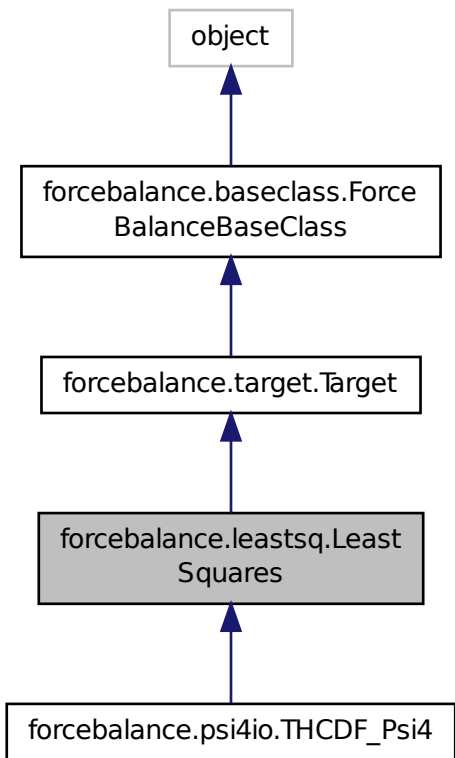 object
forcebalance.baseclass.Force
BalanceBaseClass
forcebalance.target.Target
forcebalance.leastsq.Least
Squares
forcebalance.psi4io.THCDF_Psi4